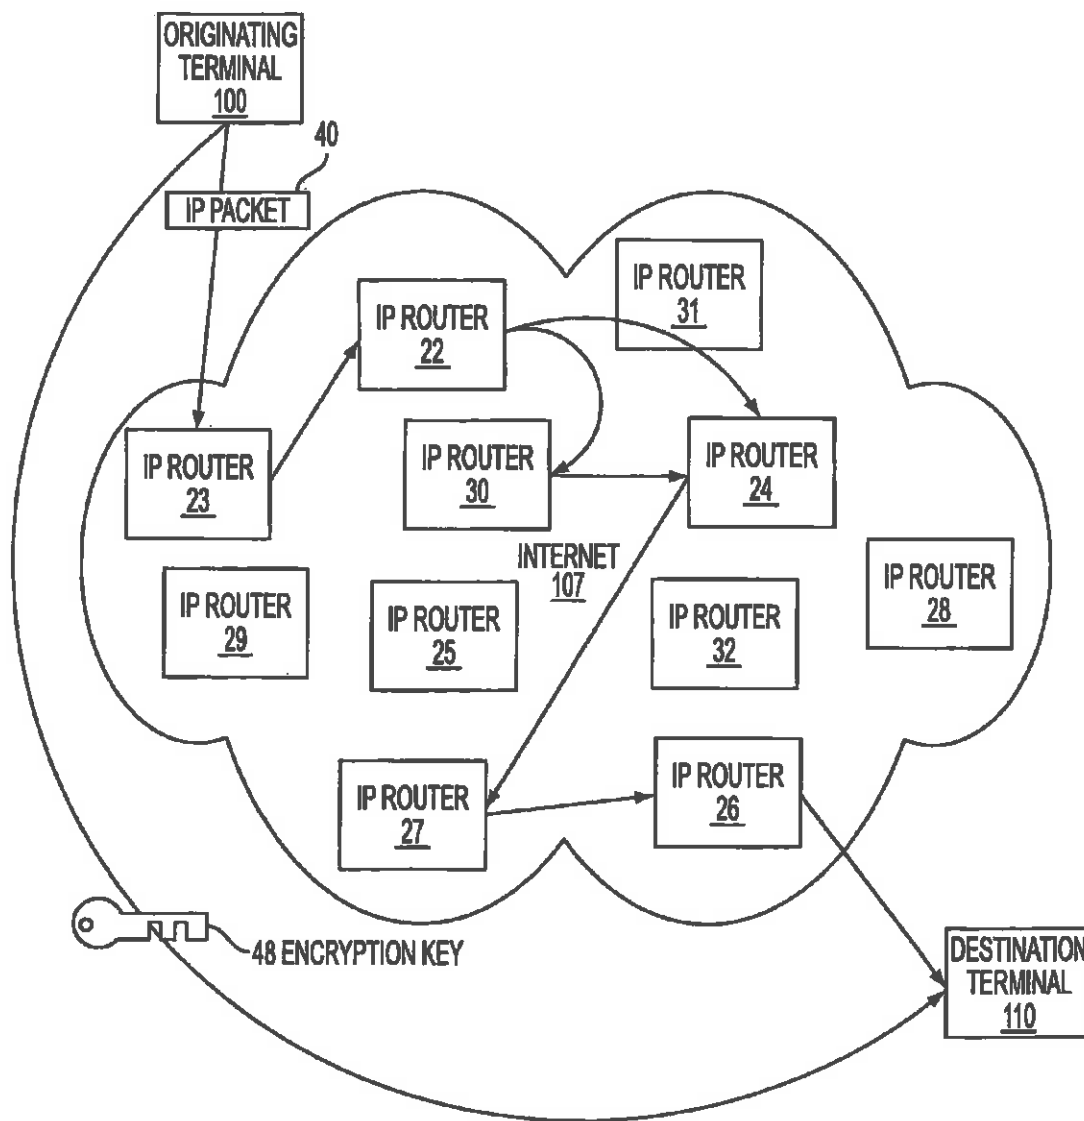 ORIGINATING
TERMINAL
100
40
IP PACKET
IP ROUTER
31
IP ROUTER
22
IP ROUTER
23
IP ROUTER
30
IP ROUTER
24
INTERNET
107
IP ROUTER
29
IP ROUTER
25
IP ROUTER
32
IP ROUTER
28
IP ROUTER
27
IP ROUTER
26
48 ENCRYPTION KEY
DESTINATION
TERMINAL
110